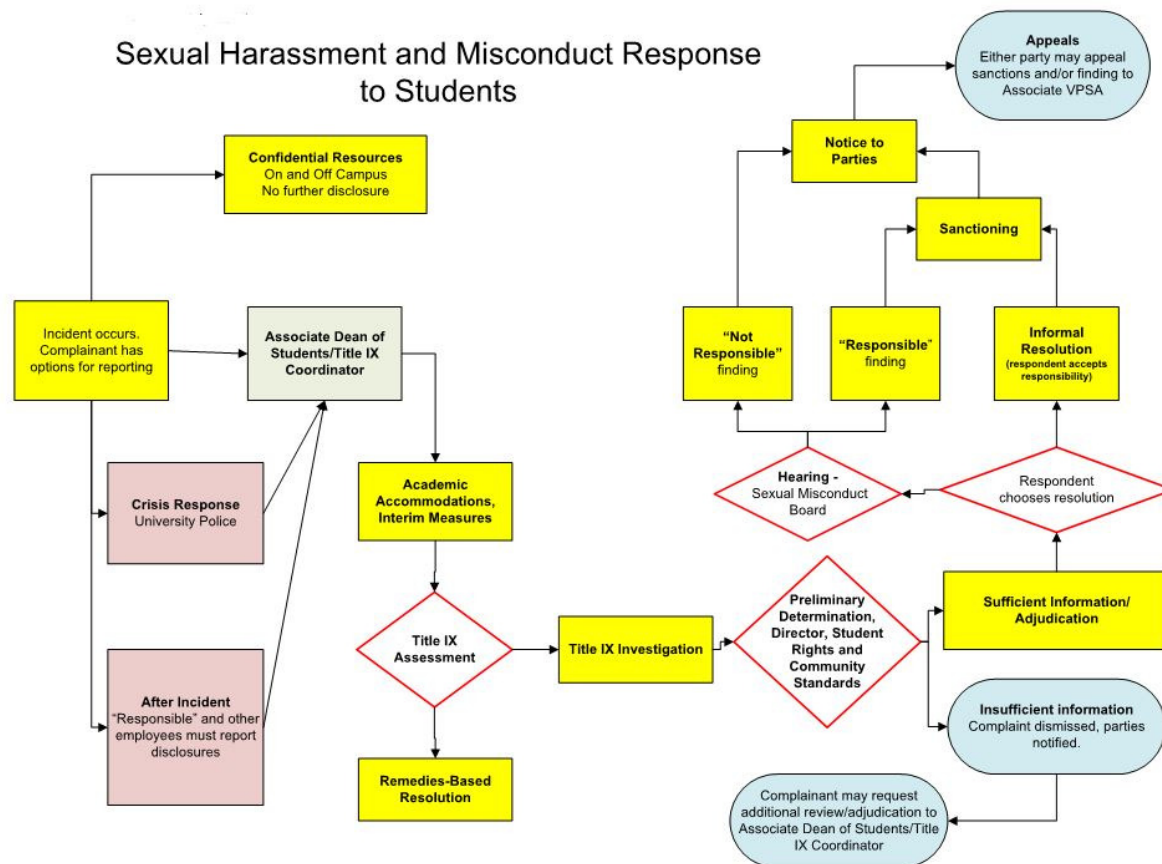 Sexual Harassment and Misconduct Response
to Students
Appeals
Either party may appeal
sanctions and/or finding to
Associate VPSA
Notice to
Parties
Confidential Resources
On and Off Campus
No further disclosure
Sanctioning
Incident occurs.
Complainant has
options for reporting
Associate Dean of
Students/Title IX
Coordinator
“Not
Responsible”
finding
“Responsible”
finding
Informal
Resolution
(respondent accepts
responsibility)
Crisis Response
University Police
Academic
Accommodations,
Interim Measures
Hearing -
Sexual Misconduct
Board
Respondent
chooses resolution
Title IX
Assessment
Title IX Investigation
Preliminary
Determination,
Director, Student
Rights and
Community
Standards
Sufficient Information/
Adjudication
After Incident
“Responsible” and other
employees must report
disclosures
Insufficient information
Complaint dismissed, parties
notified.
Remedies-Based
Resolution
Complainant may request
additional review/adjudication to
Associate Dean of Students/Title
IX Coordinator